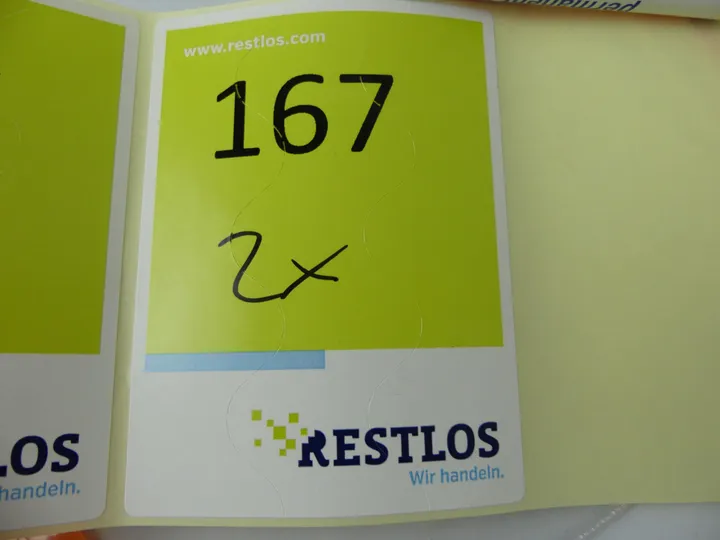 www.restlos.com
167
2x
RESTLOS
Wir handeln.
LOS
handeln.